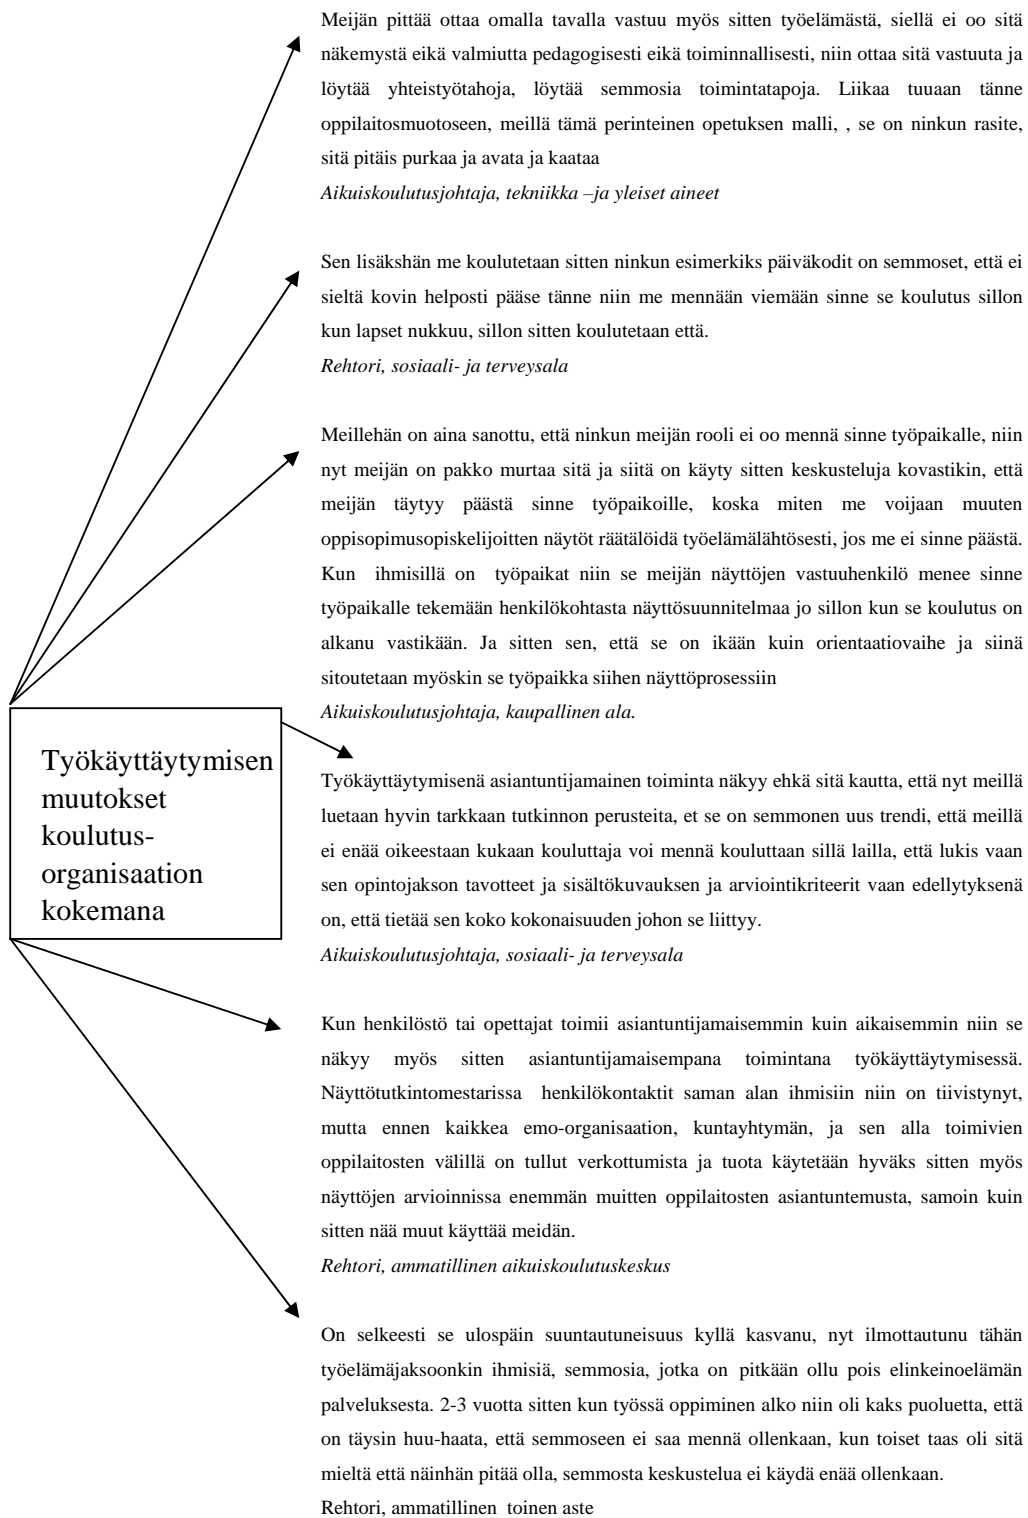 Meijän pittää ottaa omalla tavalla vastuu myös sitten työelämästä, siellä ei oo sitä
näkemystä eikä valmiutta pedagogisesti eikä toiminnallisesti, niin ottaa sitä vastuuta ja
löytää yhteistyötahoja, löytää semmosia toimintatapoja. Liikaa tuuaan tänne
oppilaitosmuotoseen, meillä tämä perinteinen opetuksen malli, , se on ninkun rasite,
sitä pitäis purkaa ja avata ja kaataa
Aikuiskoulutusjohtaja, tekniikka –ja yleiset aineet
Sen lisäkshän me koulutetaan sitten ninkun esimerkiks päiväkodit on semmoset, että ei
sieltä kovin helposti pääse tänne niin me mennään viemään sinne se koulutus sillon
kun lapset nukkuu, sillon sitten koulutetaan että.
Rehtori, sosiaali- ja terveysala
Meillehän on aina sanottu, että ninkun meijän rooli ei oo mennä sinne työpaikalle, niin
nyt meijän on pakko murtaa sitä ja siitä on käyty sitten keskusteluja kovastikin, että
meijän täytyy päästä sinne työpaikoille, koska miten me voijaan muuten
oppisopimusopiskelijoitten näytöt räätälöidä työelämälähtösesti, jos me ei sinne päästä.
Kun ihmisillä on työpaikat niin se meijän näyttöjen vastuuhenkilö menee sinne
työpaikalle tekemään henkilökohtasta näyttösuunnitelmaa jo sillon kun se koulutus on
alkanu vastikään. Ja sitten sen, että se on ikään kuin orientaatiovaihe ja siinä
sitoutetaan myöskin se työpaikka siihen näyttöprosessiin
Aikuiskoulutusjohtaja, kaupallinen ala.
Työkäyttäytymisen
muutokset
koulutus-
organisaation
kokemana
Työkäyttäytymisenä asiantuntijamainen toiminta näkyy ehkä sitä kautta, että nyt meillä
luetaan hyvin tarkkaan tutkinnon perusteita, et se on semmonen uus trendi, että meillä
ei enää oikeestaan kukaan kouluttaja voi mennä kouluttaan sillä lailla, että lukis vaan
sen opintojakson tavotteet ja sisältökuvauksen ja arviointikriteerit vaan edellytyksenä
on, että tietää sen koko kokonaisuuden johon se liittyy.
Aikuiskoulutusjohtaja, sosiaali- ja terveysala
Kun henkilöstö tai opettajat toimii asiantuntijamaisemmin kuin aikaisemmin niin se
näkyy myös sitten asiantuntijamaisempana toimintana työkäyttäytymisessä.
Näyttötutkintomestarissa henkilökontaktit saman alan ihmisiin niin on tiivistynyt,
mutta ennen kaikkea emo-organisaation, kuntayhtymän, ja sen alla toimivien
oppilaitosten välillä on tullut verkottumista ja tuota käytetään hyväks sitten myös
näyttöjen arvioinnissa enemmän muitten oppilaitosten asiantuntemusta, samoin kuin
sitten nää muut käyttää meidän.
Rehtori, ammatillinen aikuiskoulutuskeskus
On selkeesti se ulospäin suuntautuneisuus kyllä kasvanu, nyt ilmottautunu tähän
työelämäjaksoonkin ihmisiä, semmosia, jotka on pitkään ollu pois elinkeinoelämän
palveluksesta. 2-3 vuotta sitten kun työssä oppiminen alko niin oli kaks puoluetta, että
on täysin huu-haata, että semmoseen ei saa mennä ollenkaan, kun toiset taas oli sitä
mieltä että näinhän pitää olla, semmosta keskustelua ei käydä enää ollenkaan.
Rehtori, ammatillinen toinen aste